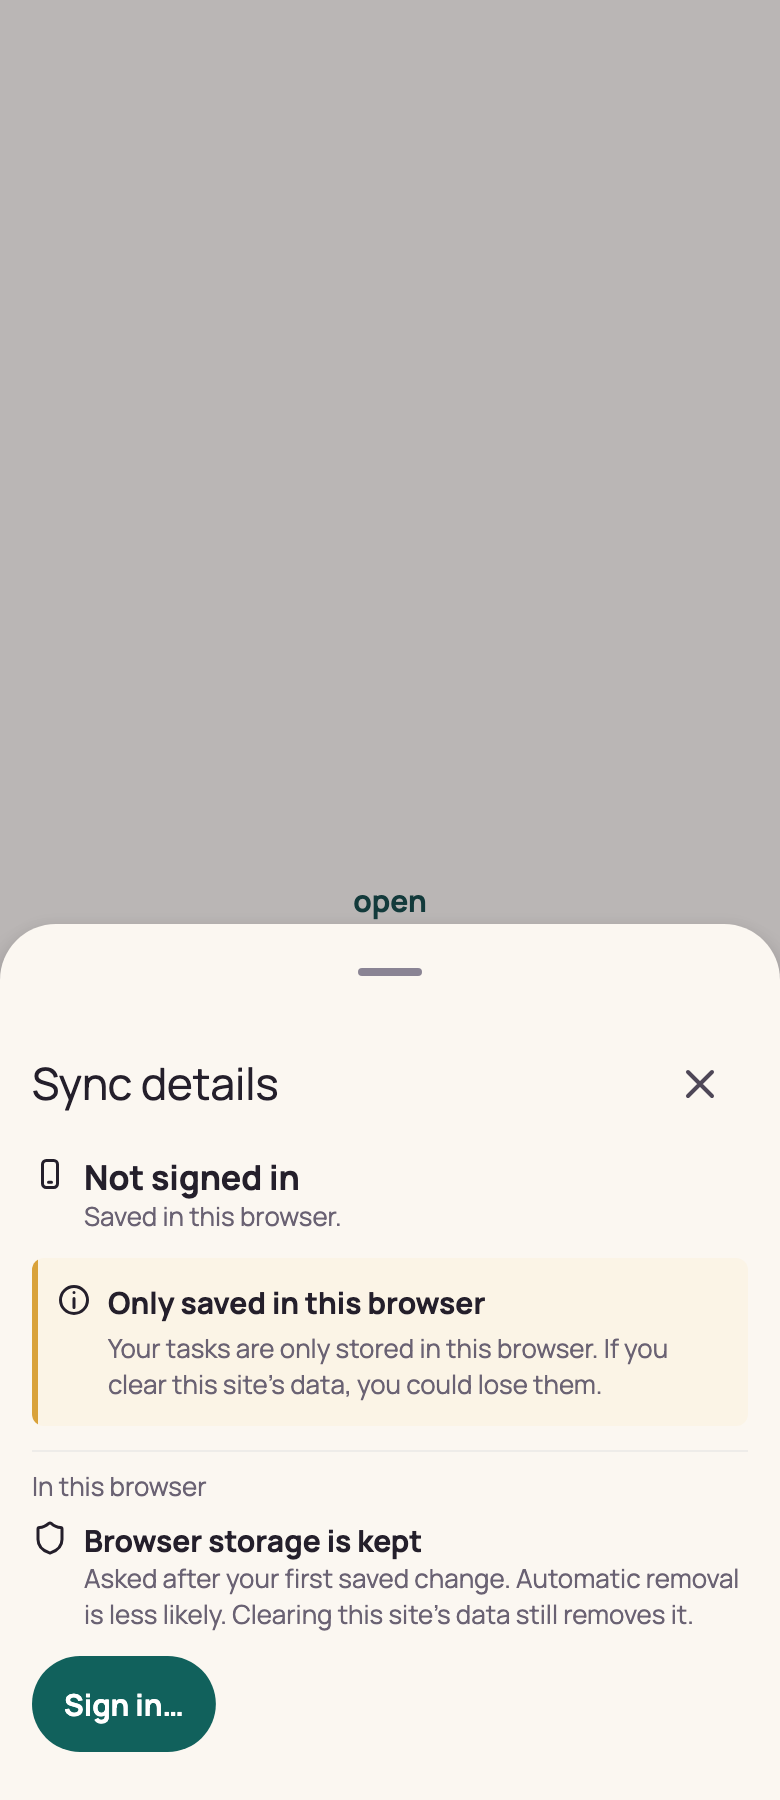 open
Sync details
Not signed in
Saved in this browser.
Only saved in this browser
Your tasks are only stored in this browser. If you
clear this site’s data, you could lose them.
In this browser
Browser storage is kept
Asked after your first saved change. Automatic removal
is less likely. Clearing this site’s data still removes it.
Sign in…